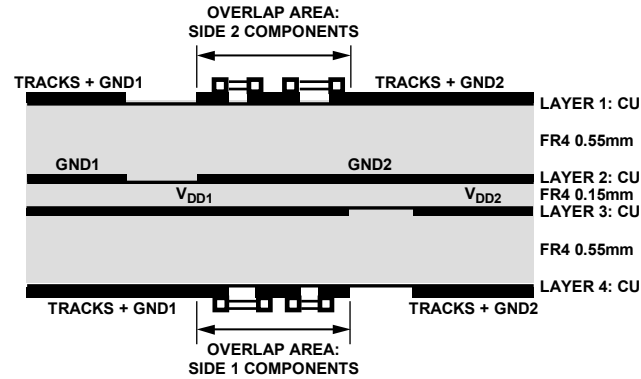 OVERLAP AREA:
SIDE 2 COMPONENTS
TRACKS + GND1
TRACKS + GND2
LAYER 1: CU
FR4 0.55mm
GND1
GND2
LAYER 2: CU
VDD1
VDD2
FR4 0.15mm
LAYER 3: CU
FR4 0.55mm
LAYER 4: CU
TRACKS + GND1
TRACKS + GND2
OVERLAP AREA:
SIDE 1 COMPONENTS